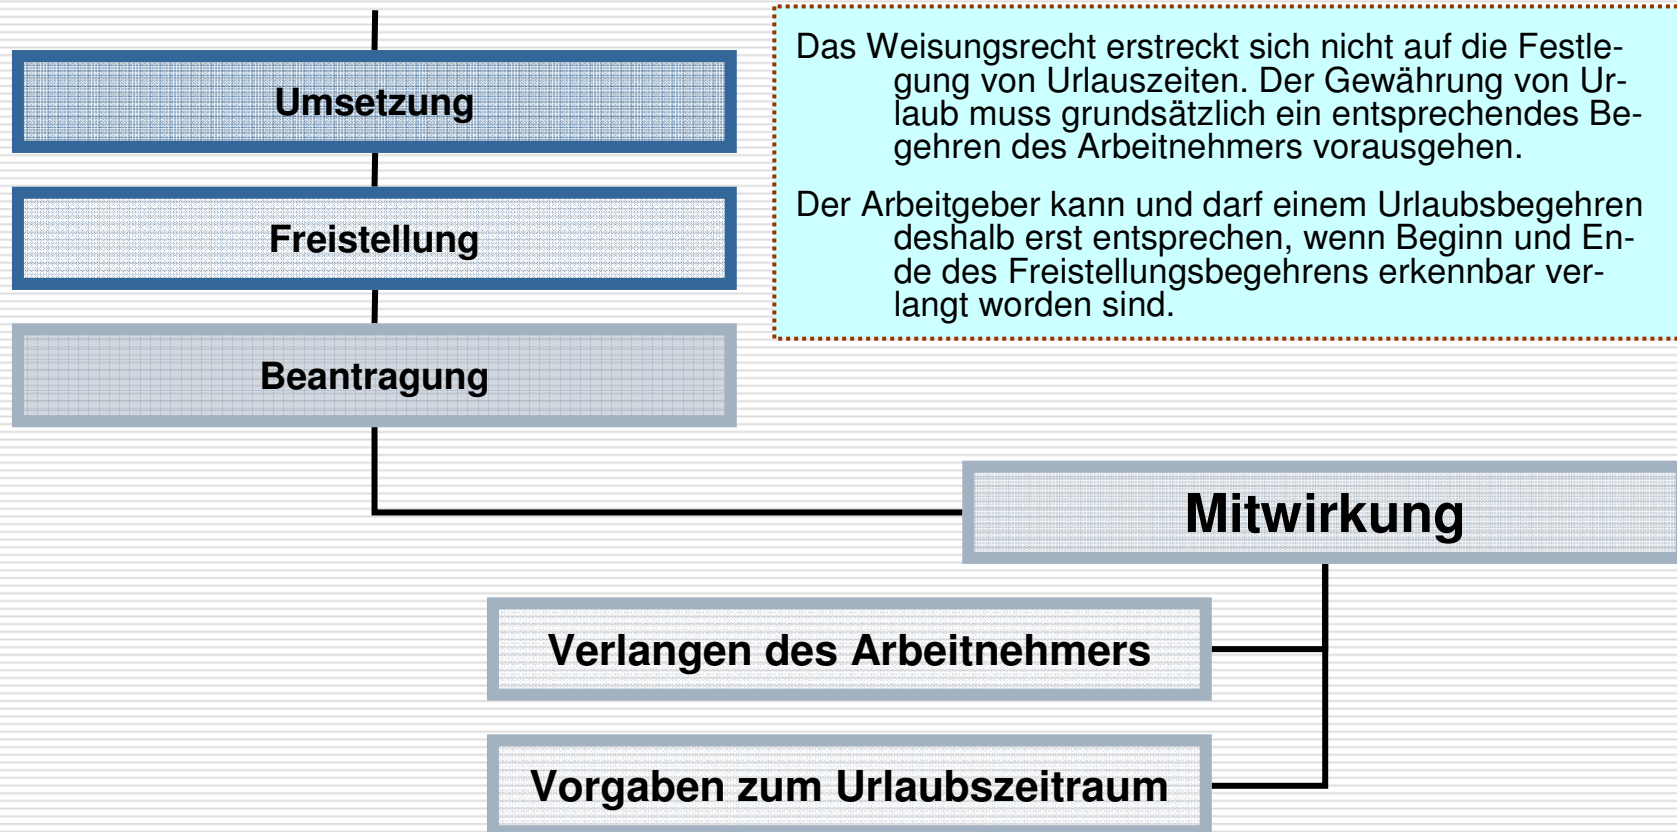 Umsetzung
Freistellung
Beantragung
Das Weisungsrecht erstreckt sich nicht auf die Festle-
gung von Urlauszeiten. Der Gewährung von Ur-
laub muss grundsätzlich ein entsprechendes Be-
gehren des Arbeitnehmers vorausgehen.
Der Arbeitgeber kann und darf einem Urlaubsbegehren
deshalb erst entsprechen, wenn Beginn und En-
de des Freistellungsbegehrens erkennbar ver-
langt worden sind.
Mitwirkung
Verlangen des Arbeitnehmers
Vorgaben zum Urlaubszeitraum